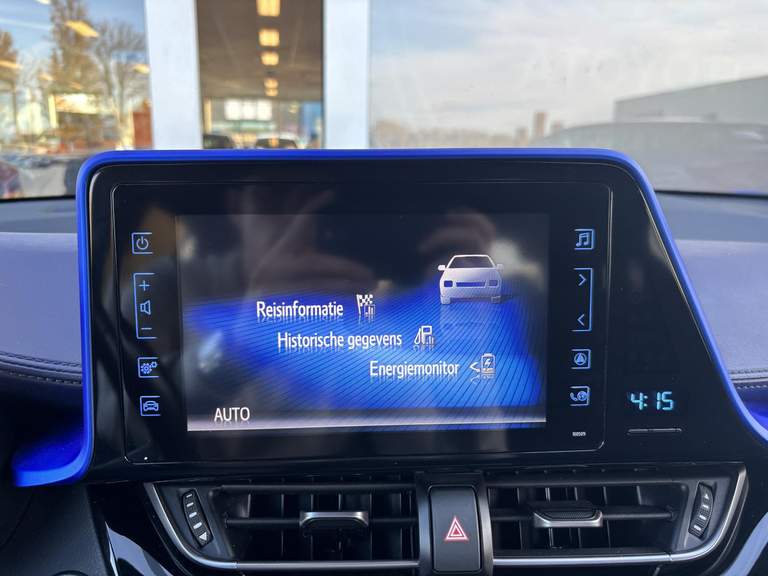 Reisinformatie
Historische gegevens
Energiemonitor
AUTO
4:15